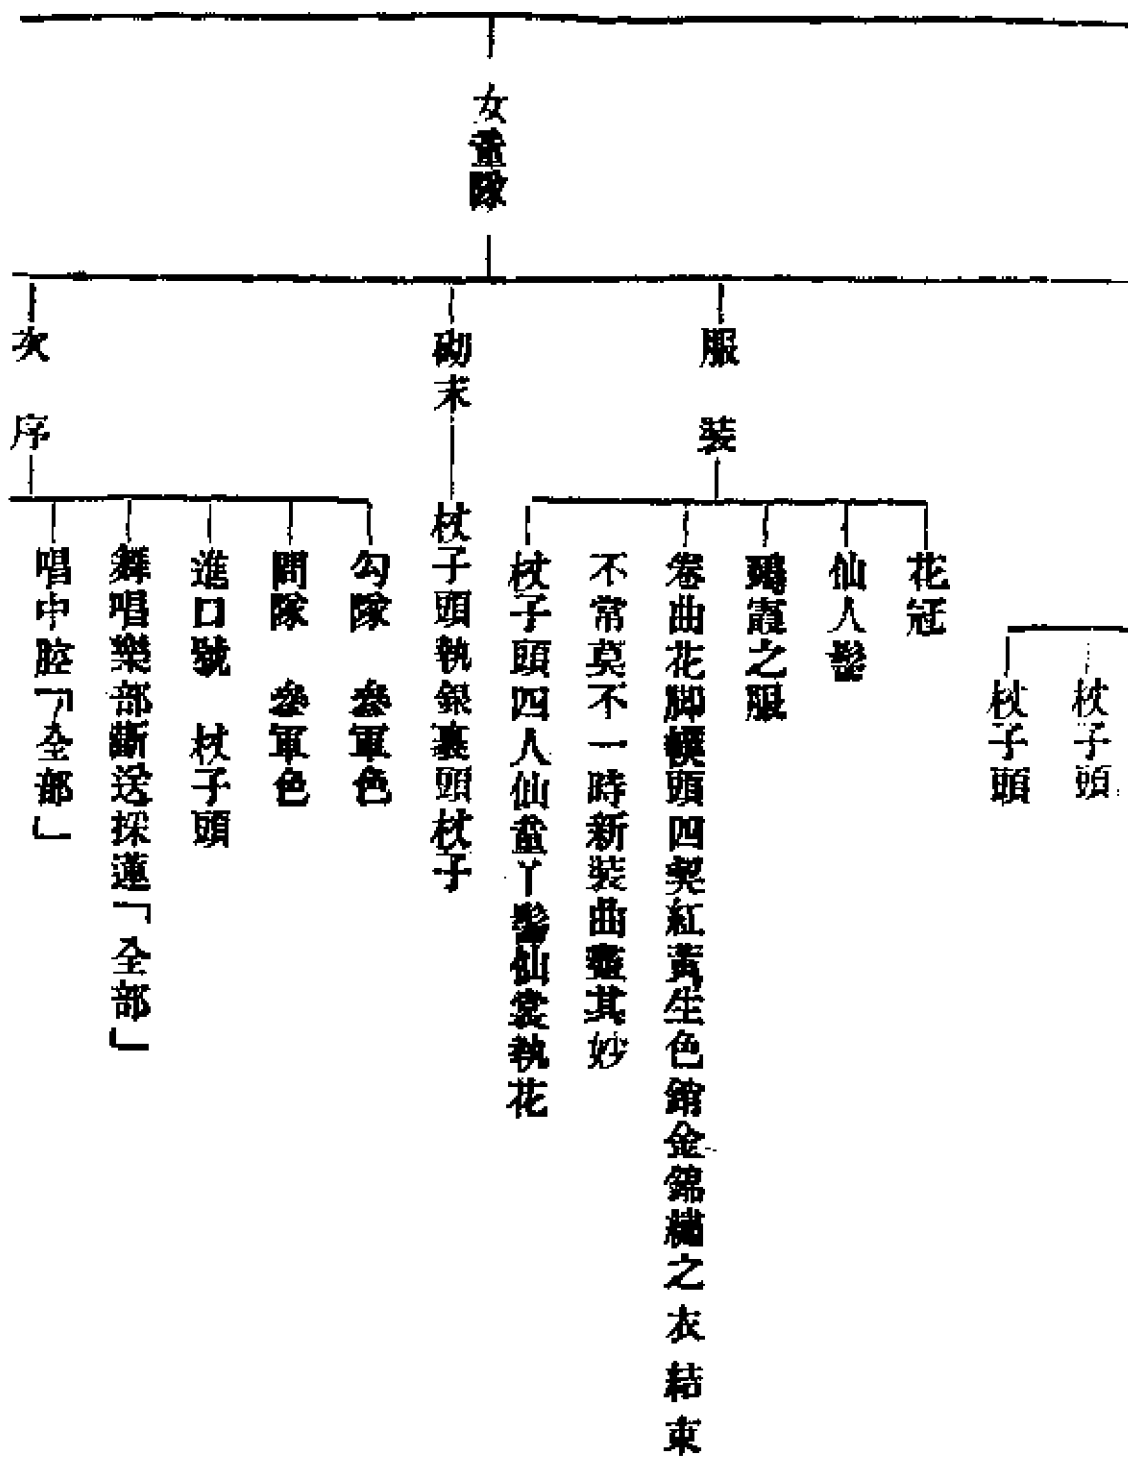 女童隊
杖子頭
杖子頭
服裝
花冠
仙人髻
鵶霞之服
卷曲花脚幞頭四契紅黃生色銷金錦繡之衣結束
不常莫不一時新裝曲盡其妙
杖子頭四人仙童丫髻仙裳執花
砌末
杖子頭執銀裹頭杖子
次序
勾隊 參軍色
問隊 參軍色
進口號 杖子頭
舞唱樂部斷送採蓮「全部」
唱中腔「全部」